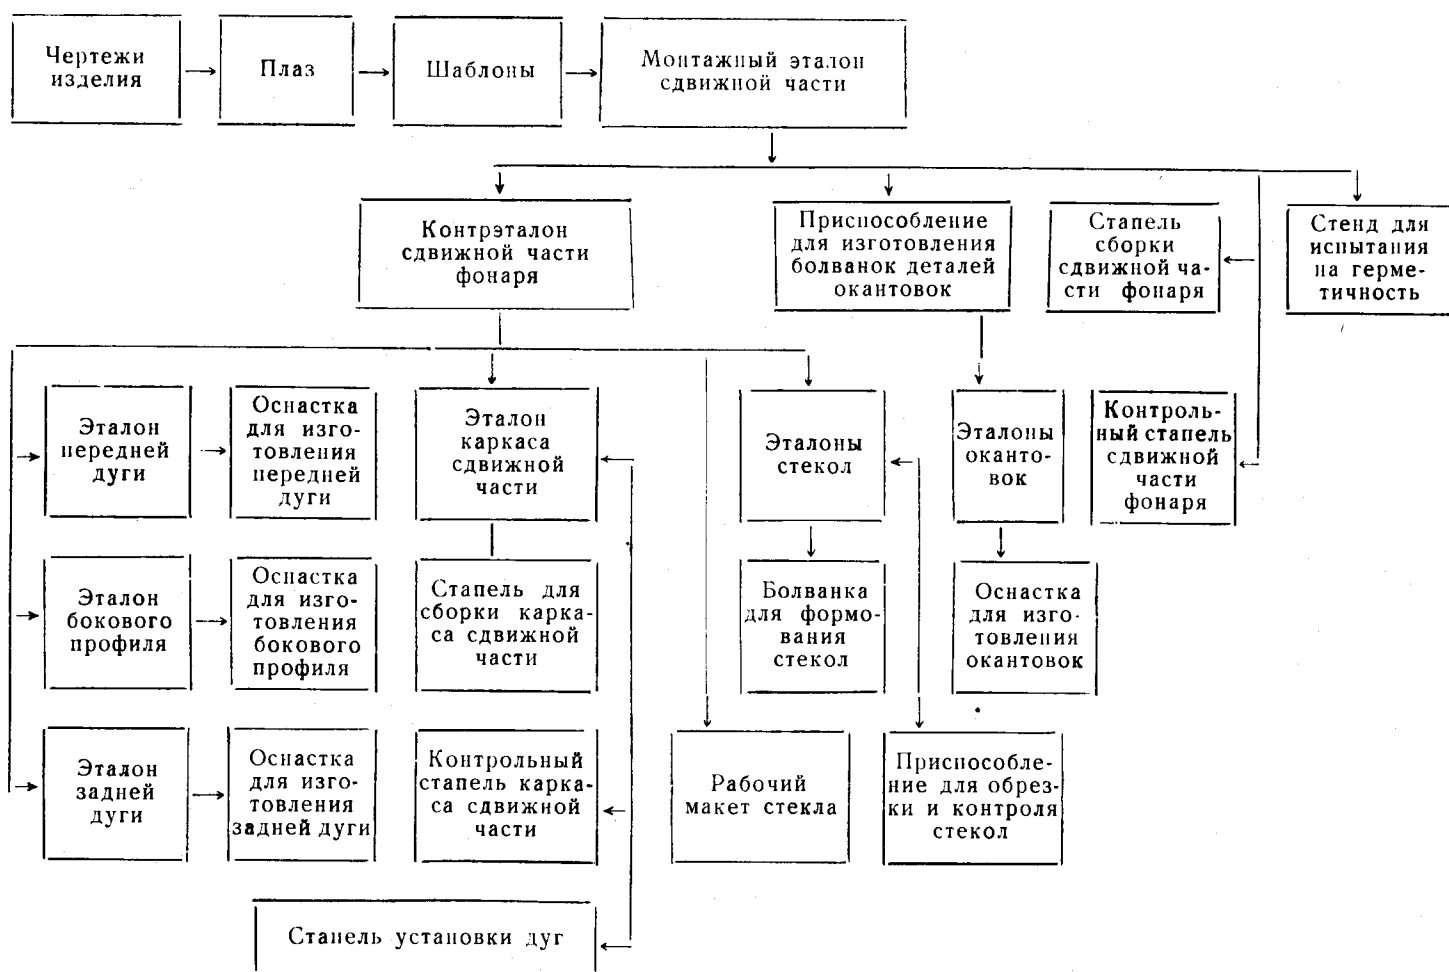 Чертежи
изделия
Плаз
Шаблоны
Монтажный эталон
сдвижной части
Контрэталон
сдвижной части
фонаря
Приспособление
для изготовления
болванок деталей
окантовок
Стапель
сборки
сдвижной ча-
сти фонаря
Стенд для
испытания
на герме-
тичность
Эталон
передней
дуги
Оснастка
для изго-
товления
передней
дуги
Эталон
каркаса
сдвижной
части
Эталоны
стекол
Эталоны
оканто-
вок
Контроль-
ный стапель
сдвижной
части
фонаря
Эталон
бокового
профиля
Оснастка
для изго-
товления
бокового
профиля
Стапель для
сборки карка-
са сдвижной
части
Болванка
для формо-
вания
стекол
Оснастка
для изго-
товления
окантовок
Эталон
задней
дуги
Оснастка
для изго-
товления
задней дуги
Контрольный
стапель карка-
са сдвижной
части
Рабочий
макет стекла
Приспособле-
ние для обрез-
ки и контроля
стекол
Стапель установки дуг